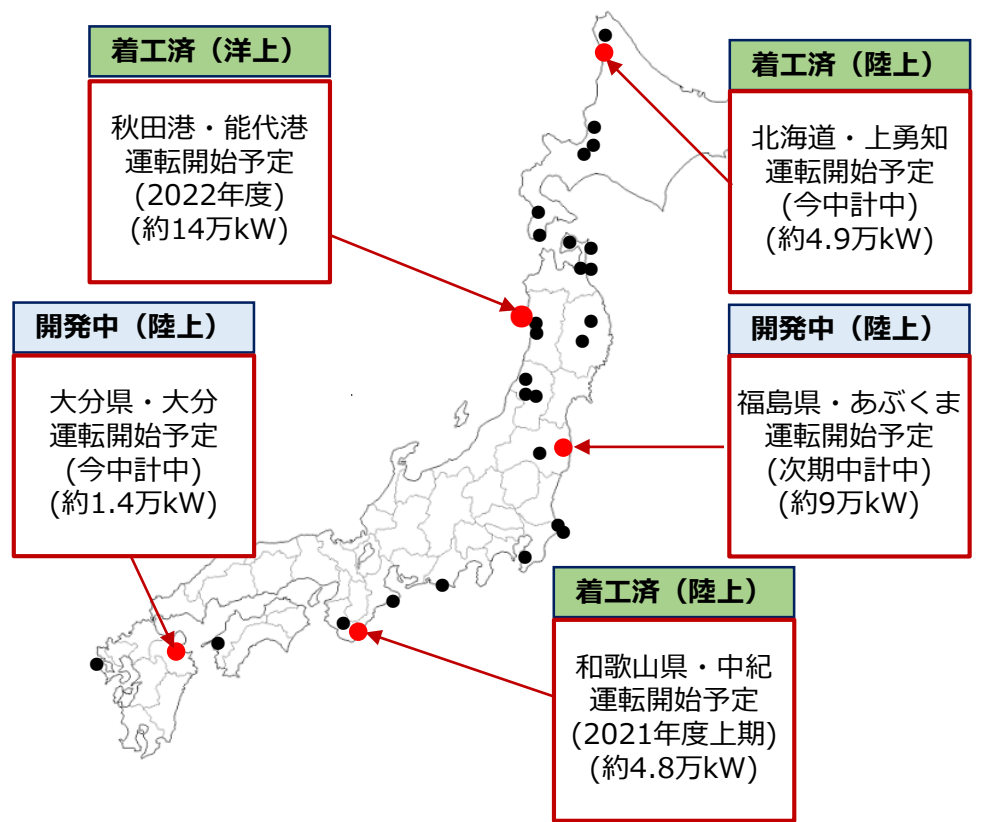 着工済（洋上）
秋田港・能代港
運転開始予定
(2022年度)
(約14万kW)
着工済（陸上）
北海道・上勇知
運転開始予定
(今中計中)
(約4.9万kW)
開発中（陸上）
大分県・大分
運転開始予定
(今中計中)
(約1.4万kW)
開発中（陸上）
福島県・あぶくま
運転開始予定
(次期中計中)
(約9万kW)
着工済（陸上）
和歌山県・中紀
運転開始予定
(2021年度上期)
(約4.8万kW)